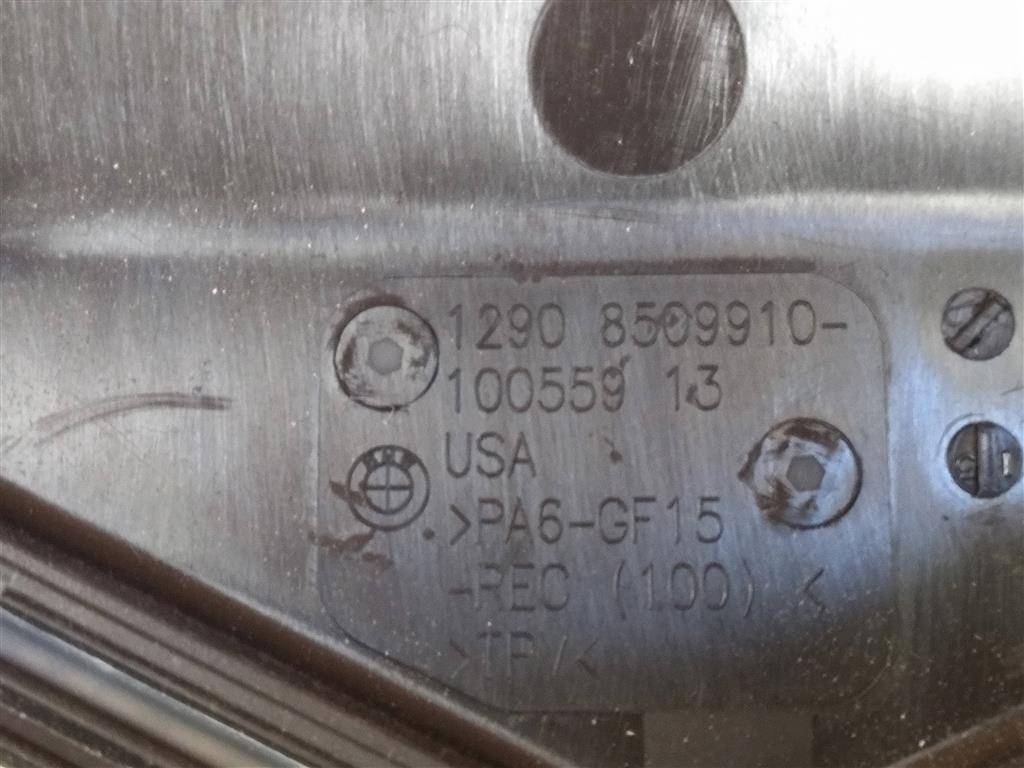 1290 8509910-
100559 13
USA
>PA6-GF15
-REC (100) <
>TP/<